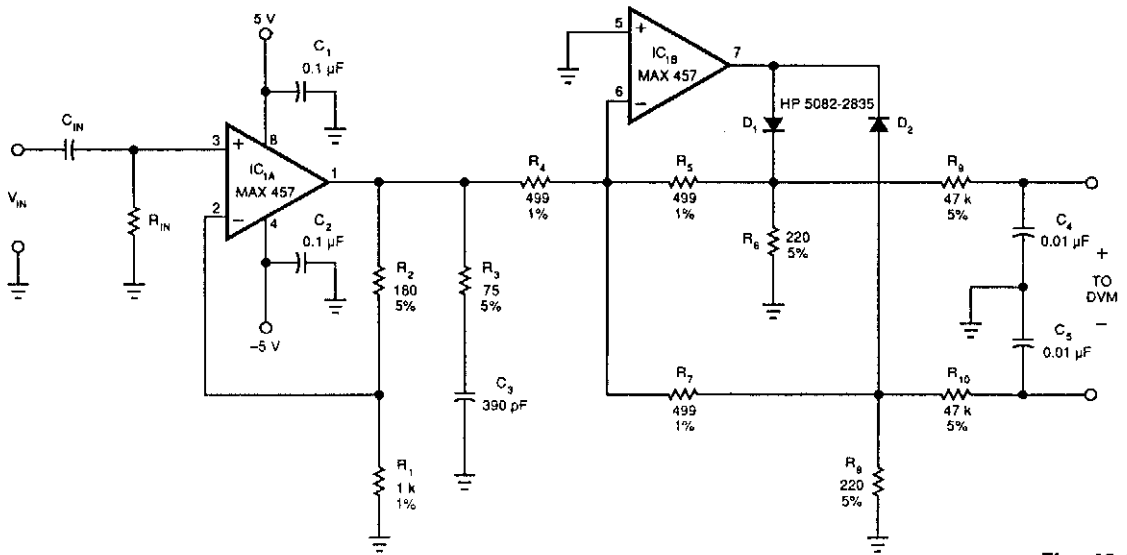 5 V
C1
0.1 µF
CIN
VIN
RIN
3
+
8
IC1A
MAX 457
1
2
–
4
C2
0.1 µF
–5 V
R2
180
5%
R3
75
5%
C3
390 pF
R1
1 k
1%
R4
499
1%
5
+
IC1B
MAX 457
7
6
–
HP 5082-2835
D1
D2
R5
499
1%
R6
220
5%
R9
47 k
5%
C4
0.01 µF
+
TO
DVM
–
C5
0.01 µF
R7
499
1%
R10
47 k
5%
R8
220
5%